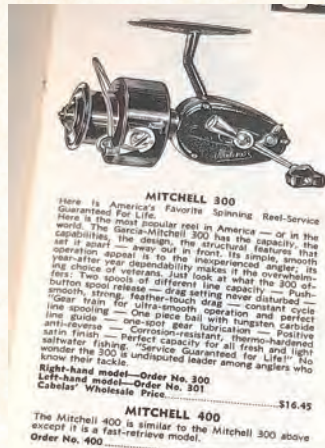 MITCHELL 300
Here Is America's Favorite Spinning Reel-Service
Guaranteed For Life.
Here is the most popular reel in America — or in the
world. The Garcia-Mitchell 300 has the capacity, the
capabilities, the design, the structural features that
set it apart — away out in front. Its simple, smooth
operation appeal is to the inexperienced angler; its
year-after year dependability makes it the overwhelm-
ing choice of veterans. Just look at what the 300 of-
fers: Two spools of different line capacity — Push-
button spool release — drag setting never disturbed —
smooth, strong, feather-touch drag — constant cycle
"Gear train for ultra-smooth operation and perfect
line spooling — One piece bail with tungsten carbide
line guide — one-spot gear lubrication — Positive
anti-reverse — Corrosion-resistant, thermo-hardened
satin finish — Perfect capacity for all fresh and light
saltwater fishing. "Service Guaranteed for Life!" No
wonder the 300 is undisputed leader among anglers who
know their tackle.
Right-hand model—Order No. 300
Left-hand model—Order No. 301
Cabelas' Wholesale Price............$16.45
MITCHELL 400
The Mitchell 400 is similar to the Mitchell 300 above
except it is a fast-retrieve model.
Order No. 400